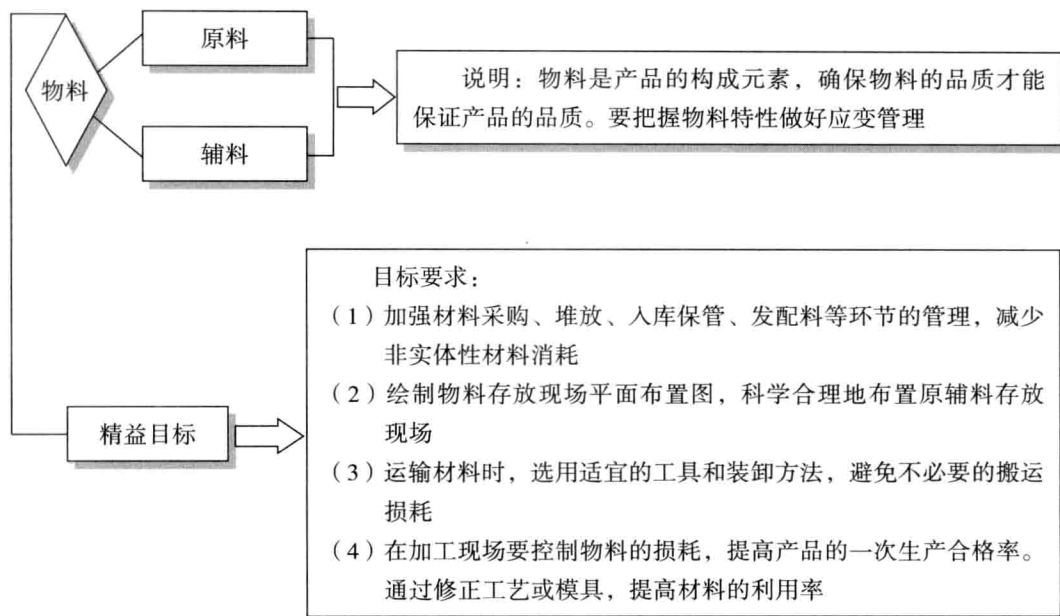 原料
物料
辅料
说明：物料是产品的构成元素，确保物料的品质才能
保证产品的品质。要把握物料特性做好应变管理
目标要求：
（1）加强材料采购、堆放、入库保管、发配料等环节的管理，减少
非实体性材料消耗
（2）绘制物料存放现场平面布置图，科学合理地布置原辅料存放
现场
精益目标
（3）运输材料时，选用适宜的工具和装卸方法，避免不必要的搬运
损耗
（4）在加工现场要控制物料的损耗，提高产品的一次生产合格率。
通过修正工艺或模具，提高材料的利用率